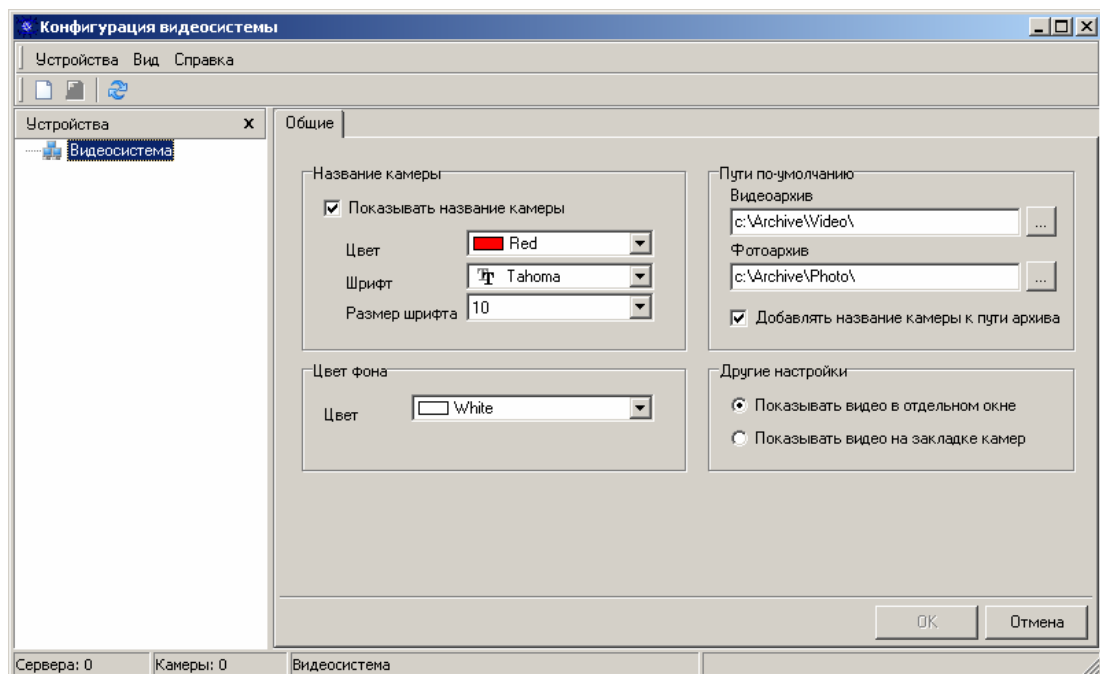 Конфигурация видеосистемы
Устройства Вид Справка
Устройства x
Общие
Видеосистема
Название камеры
Показывать название камеры
Цвет Red
Шрифт Tahoma
Размер шрифта 10
Пути по-умолчанию
Видеоархив
c:\Archive\Video\ ...
Фотоархив
c:\Archive\Photo\ ...
Добавлять название камеры к пути архива
Цвет фона
Цвет White
Другие настройки
Показывать видео в отдельном окне
Показывать видео на закладке камер
OK Отмена
Сервера: 0 Камеры: 0 Видеосистема